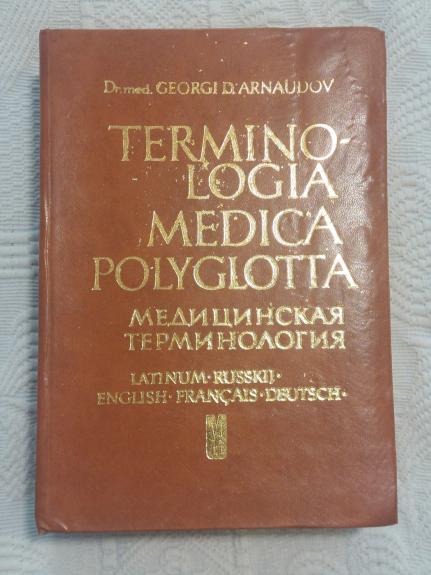 Dr. med. GEORGI D. ARNAUDOV
TERMINO-
LOGIA
MEDICA
POLYGLOTTA
МЕДИЦИНСКАЯ
ТЕРМИНОЛОГИЯ
LATINUM · RUSSKIJ ·
ENGLISH · FRANÇAIS · DEUTSCH ·